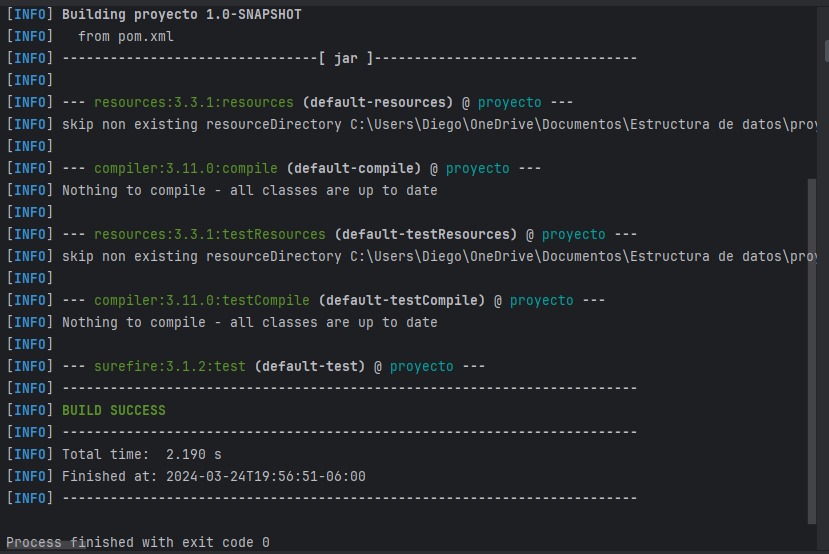 [INFO] Building proyecto 1.0-SNAPSHOT
[INFO]   from pom.xml
[INFO] --------------------------------[ jar ]---------------------------------
[INFO]
[INFO] --- resources:3.3.1:resources (default-resources) @ proyecto ---
[INFO] skip non existing resourceDirectory C:\Users\Diego\OneDrive\Documentos\Estructura de datos\proy
[INFO]
[INFO] --- compiler:3.11.0:compile (default-compile) @ proyecto ---
[INFO] Nothing to compile - all classes are up to date
[INFO]
[INFO] --- resources:3.3.1:testResources (default-testResources) @ proyecto ---
[INFO] skip non existing resourceDirectory C:\Users\Diego\OneDrive\Documentos\Estructura de datos\proy
[INFO]
[INFO] --- compiler:3.11.0:testCompile (default-testCompile) @ proyecto ---
[INFO] Nothing to compile - all classes are up to date
[INFO]
[INFO] --- surefire:3.1.2:test (default-test) @ proyecto ---
[INFO] ------------------------------------------------------------------------
[INFO] BUILD SUCCESS
[INFO] ------------------------------------------------------------------------
[INFO] Total time:  2.190 s
[INFO] Finished at: 2024-03-24T19:56:51-06:00
[INFO] ------------------------------------------------------------------------
Process finished with exit code 0